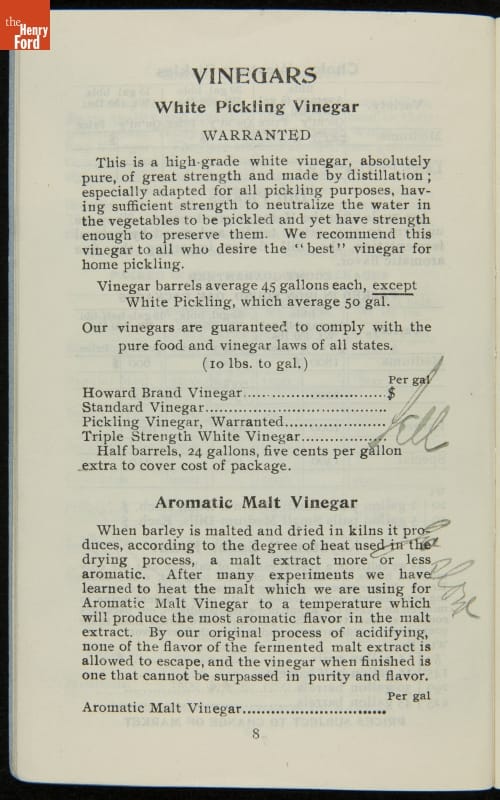 the
Henry
Ford
VINEGARS
White Pickling Vinegar
WARRANTED
This is a high-grade white vinegar, absolutely
pure, of great strength and made by distillation;
especially adapted for all pickling purposes, hav-
ing sufficient strength to neutralize the water in
the vegetables to be pickled and yet have strength
enough to preserve them. We recommend this
vinegar to all who desire the "best" vinegar for
home pickling.
Vinegar barrels average 45 gallons each, except
White Pickling, which average 50 gal.
Our vinegars are guaranteed to comply with the
pure food and vinegar laws of all states.
(10 lbs. to gal.)
Per gal
Howard Brand Vinegar..............................$
Standard Vinegar......................................
Pickling Vinegar, Warranted.....................
Triple Strength White Vinegar.................
Half barrels, 24 gallons, five cents per gallon
extra to cover cost of package.
Aromatic Malt Vinegar
When barley is malted and dried in kilns it pro-
duces, according to the degree of heat used in the
drying process, a malt extract more or less
aromatic. After many experiments we have
learned to heat the malt which we are using for
Aromatic Malt Vinegar to a temperature which
will produce the most aromatic flavor in the malt
extract. By our original process of acidifying,
none of the flavor of the fermented malt extract is
allowed to escape, and the vinegar when finished is
one that cannot be surpassed in purity and flavor.
Per gal
Aromatic Malt Vinegar..............................
8